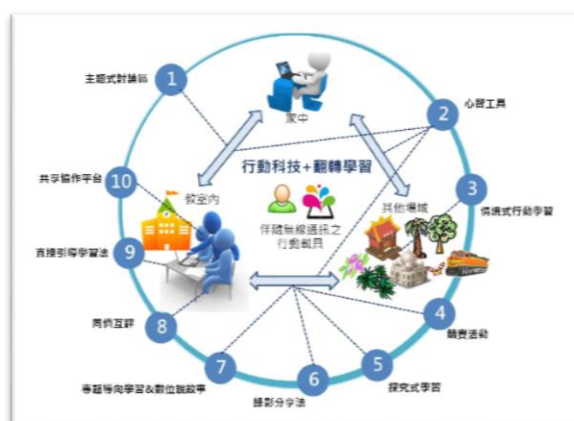 1
主題式討論區
家中
2
心智工具
行動科技+翻轉學習
共享協作平台
10
教室內
其他場域
3
情境式行動學習
伴隨無線通訊之
行動載具
直接引導學習法
9
4
競賽活動
同儕互評
8
7
6
5
探究式學習
專題導向學習&數位說故事
錄影分享法